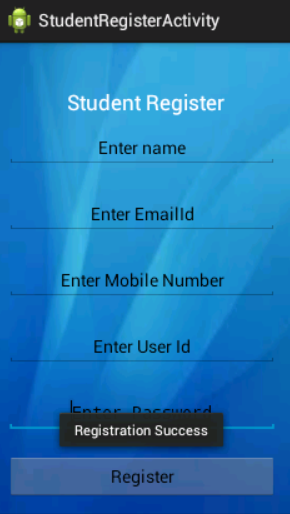 StudentRegisterActivity
Student Register
Enter name
Enter EmailId
Enter Mobile Number
Enter User Id
Enter Password
Registration Success
Register